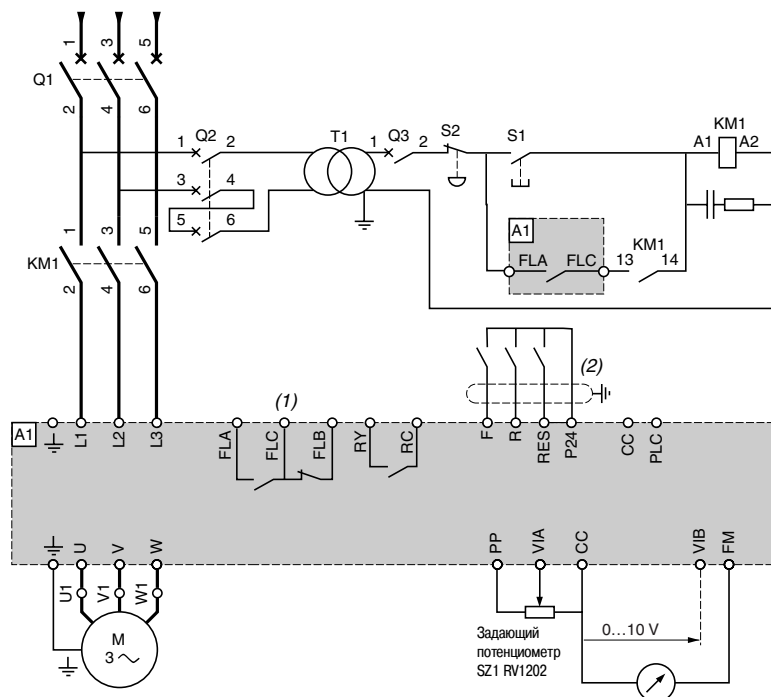 1 3 5
Q1
2 4 6
1 Q2 2
3 4
5 6
T1
1 Q3 2
S2
S1
KM1
A1 A2
A1
FLA FLC
KM1
13 14
1 3 5
KM1
2 4 6
(1)
(2)
A1
L1 L2 L3
FLA FLC FLB RY RC
F R RES P24 CC PLC
U V W
PP VIA CC VIB FM
U1 V1 W1
M
3
0...10 V
Задающий
потенциометр
SZ1 RV1202